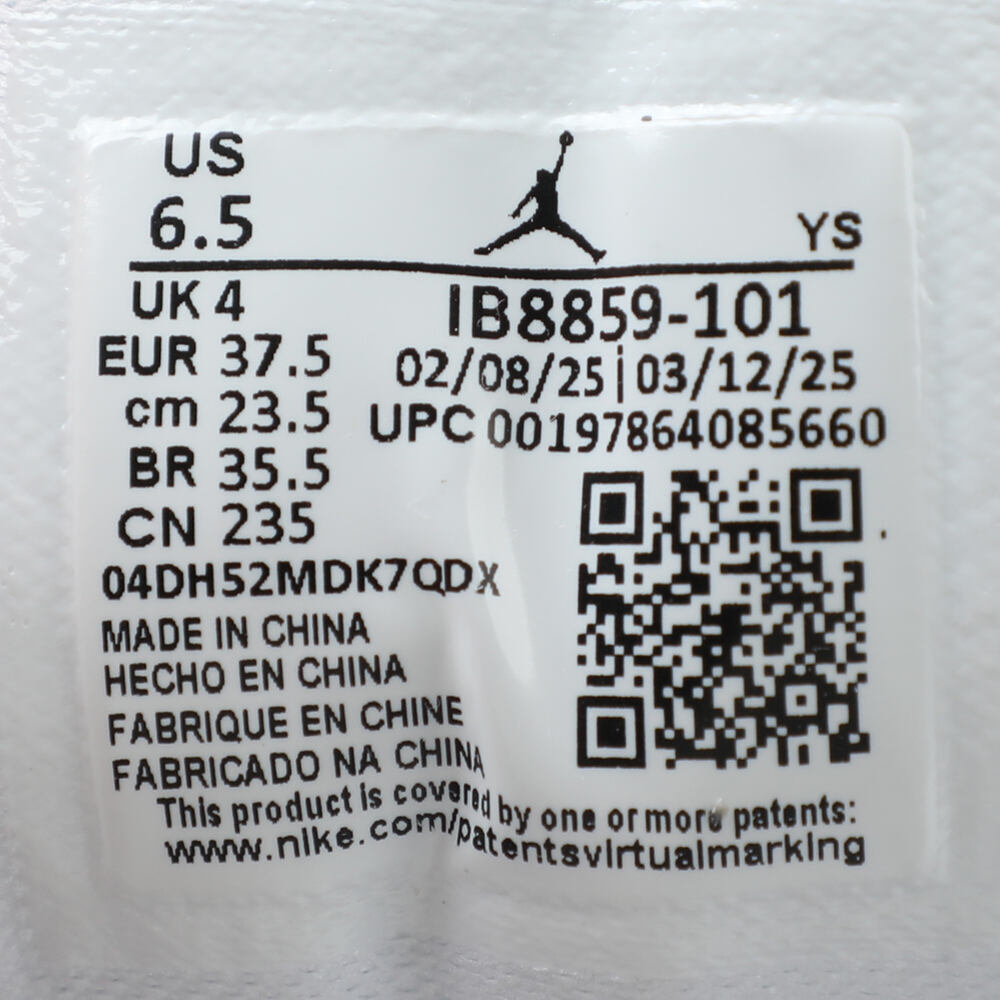 US
6.5
YS
UK 4
EUR 37.5
cm 23.5
BR 35.5
CN 235
IB8859-101
02/08/25|03/12/25
UPC 00197864085660
04DH52MDK7QDX
MADE IN CHINA
HECHO EN CHINA
FABRIQUE EN CHINE
FABRICADO NA CHINA
This product is covered by one or more patents:
www.nike.com/patentsvirtualmarking